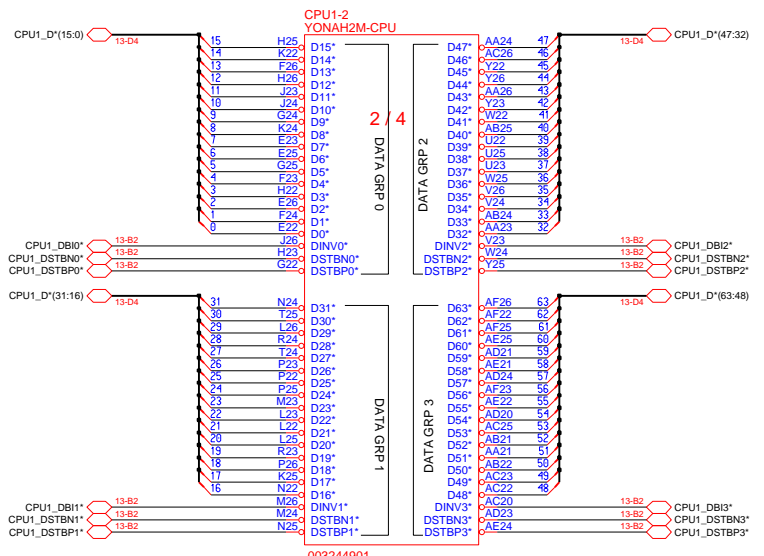 CPU1-2
YONAH2M-CPU
2 / 4
CPU1_D*(15:0) 13-D4
15 H25 D15*
14 K22 D14*
13 F26 D13*
12 H26 D12*
11 J23 D11*
10 J24 D10*
9 G24 D9*
8 K24 D8*
7 E23 D7*
6 E25 D6*
5 G25 D5*
4 F23 D4*
3 H22 D3*
2 E26 D2*
1 F24 D1*
0 E22 D0*
CPU1_DBI0* 13-B2 J26 DINV0*
CPU1_DSTBN0* 13-B2 H23 DSTBN0*
CPU1_DSTBP0* 13-B2 G22 DSTBP0*
DATA GRP 0
DATA GRP 2
CPU1_D*(47:32) 13-D4
D47* AA24 47
D46* AC26 46
D45* Y22 45
D44* Y26 44
D43* AA26 43
D42* Y23 42
D41* W22 41
D40* AB25 40
D39* U22 39
D38* U25 38
D37* U23 37
D36* W25 36
D35* V26 35
D34* V24 34
D33* AB24 33
D32* AA23 32
DINV2* V23 13-B2 CPU1_DBI2*
DSTBN2* W24 13-B2 CPU1_DSTBN2*
DSTBP2* Y25 13-B2 CPU1_DSTBP2*
CPU1_D*(31:16) 13-D4
31 N24 D31*
30 T25 D30*
29 L26 D29*
28 R24 D28*
27 T24 D27*
26 P23 D26*
25 P22 D25*
24 P25 D24*
23 M23 D23*
22 L23 D22*
21 L22 D21*
20 L25 D20*
19 R23 D19*
18 P26 D18*
17 K25 D17*
16 N22 D16*
CPU1_DBI1* 13-B2 M26 DINV1*
CPU1_DSTBN1* 13-B2 M24 DSTBN1*
CPU1_DSTBP1* 13-B2 N25 DSTBP1*
DATA GRP 1
DATA GRP 3
CPU1_D*(63:48) 13-D4
D63* AF26 63
D62* AF22 62
D61* AF25 61
D60* AE25 60
D59* AD21 59
D58* AE21 58
D57* AD24 57
D56* AF23 56
D55* AE22 55
D54* AD20 54
D53* AC25 53
D52* AB21 52
D51* AA21 51
D50* AB22 50
D49* AC23 49
D48* AC22 48
DINV3* AC20 13-B2 CPU1_DBI3*
DSTBN3* AD23 13-B2 CPU1_DSTBN3*
DSTBP3* AE24 13-B2 CPU1_DSTBP3*
003244901